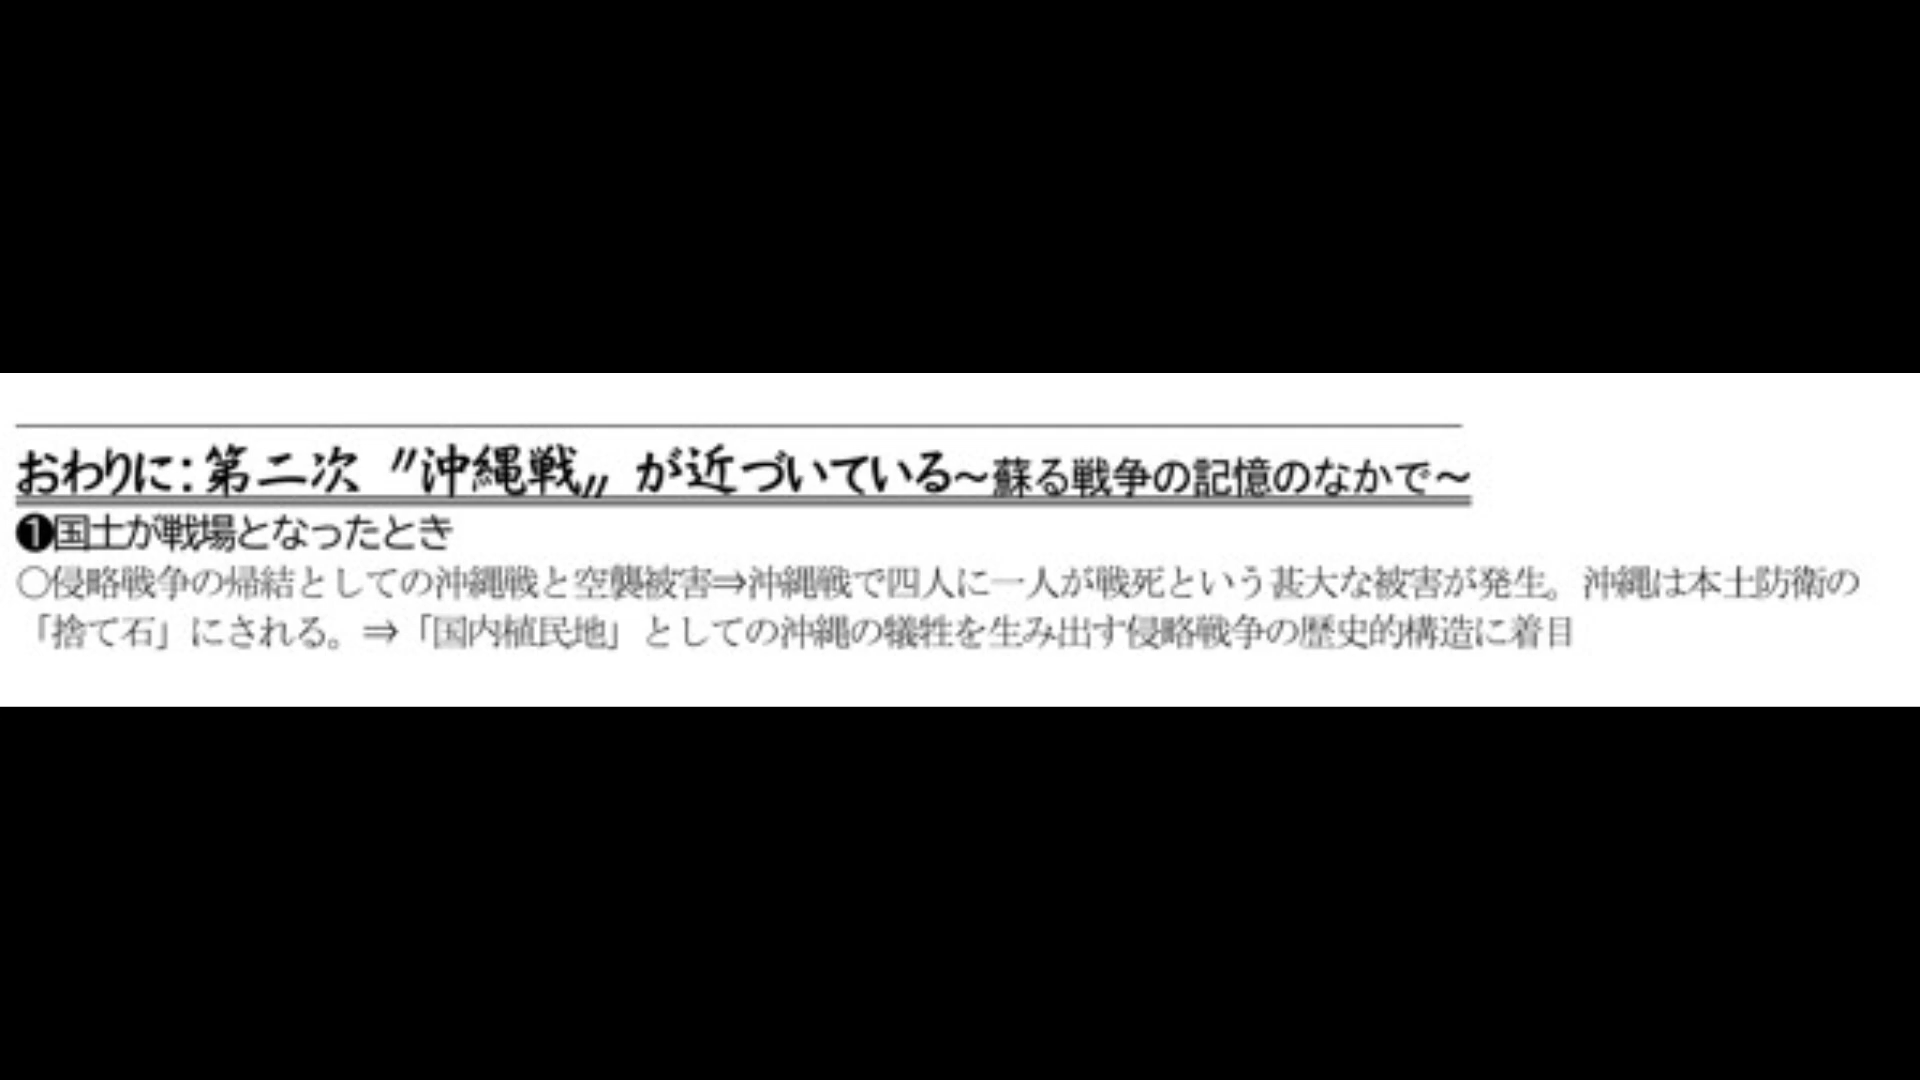 おわりに：第二次〝沖縄戦〟が近づいている～蘇る戦争の記憶のなかで～
❶国土が戦場となったとき
○侵略戦争の帰結としての沖縄戦と空襲被害⇒沖縄戦で四人に一人が戦死という甚大な被害が発生。沖縄は本土防衛の
「捨て石」にされる。⇒「国内植民地」としての沖縄の犠牲を生み出す侵略戦争の歴史的構造に着目